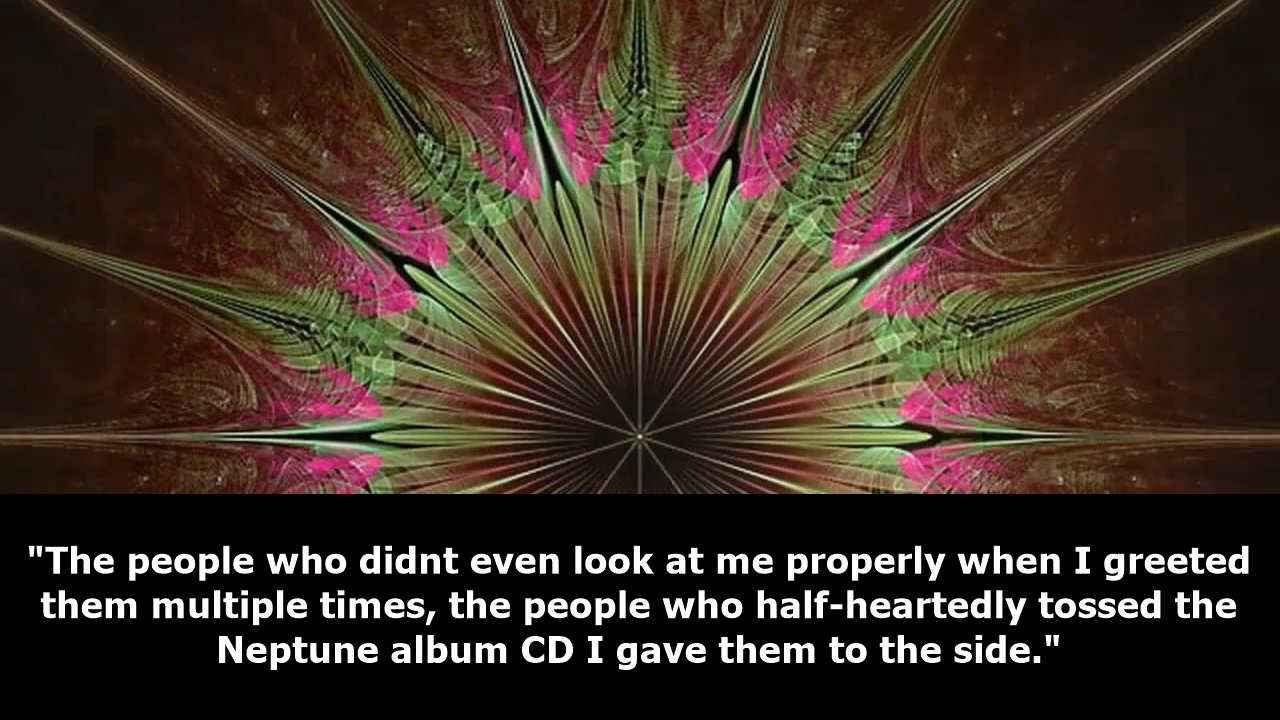 "The people who didnt even look at me properly when I greeted
them multiple times, the people who half-heartedly tossed the
Neptune album CD I gave them to the side."